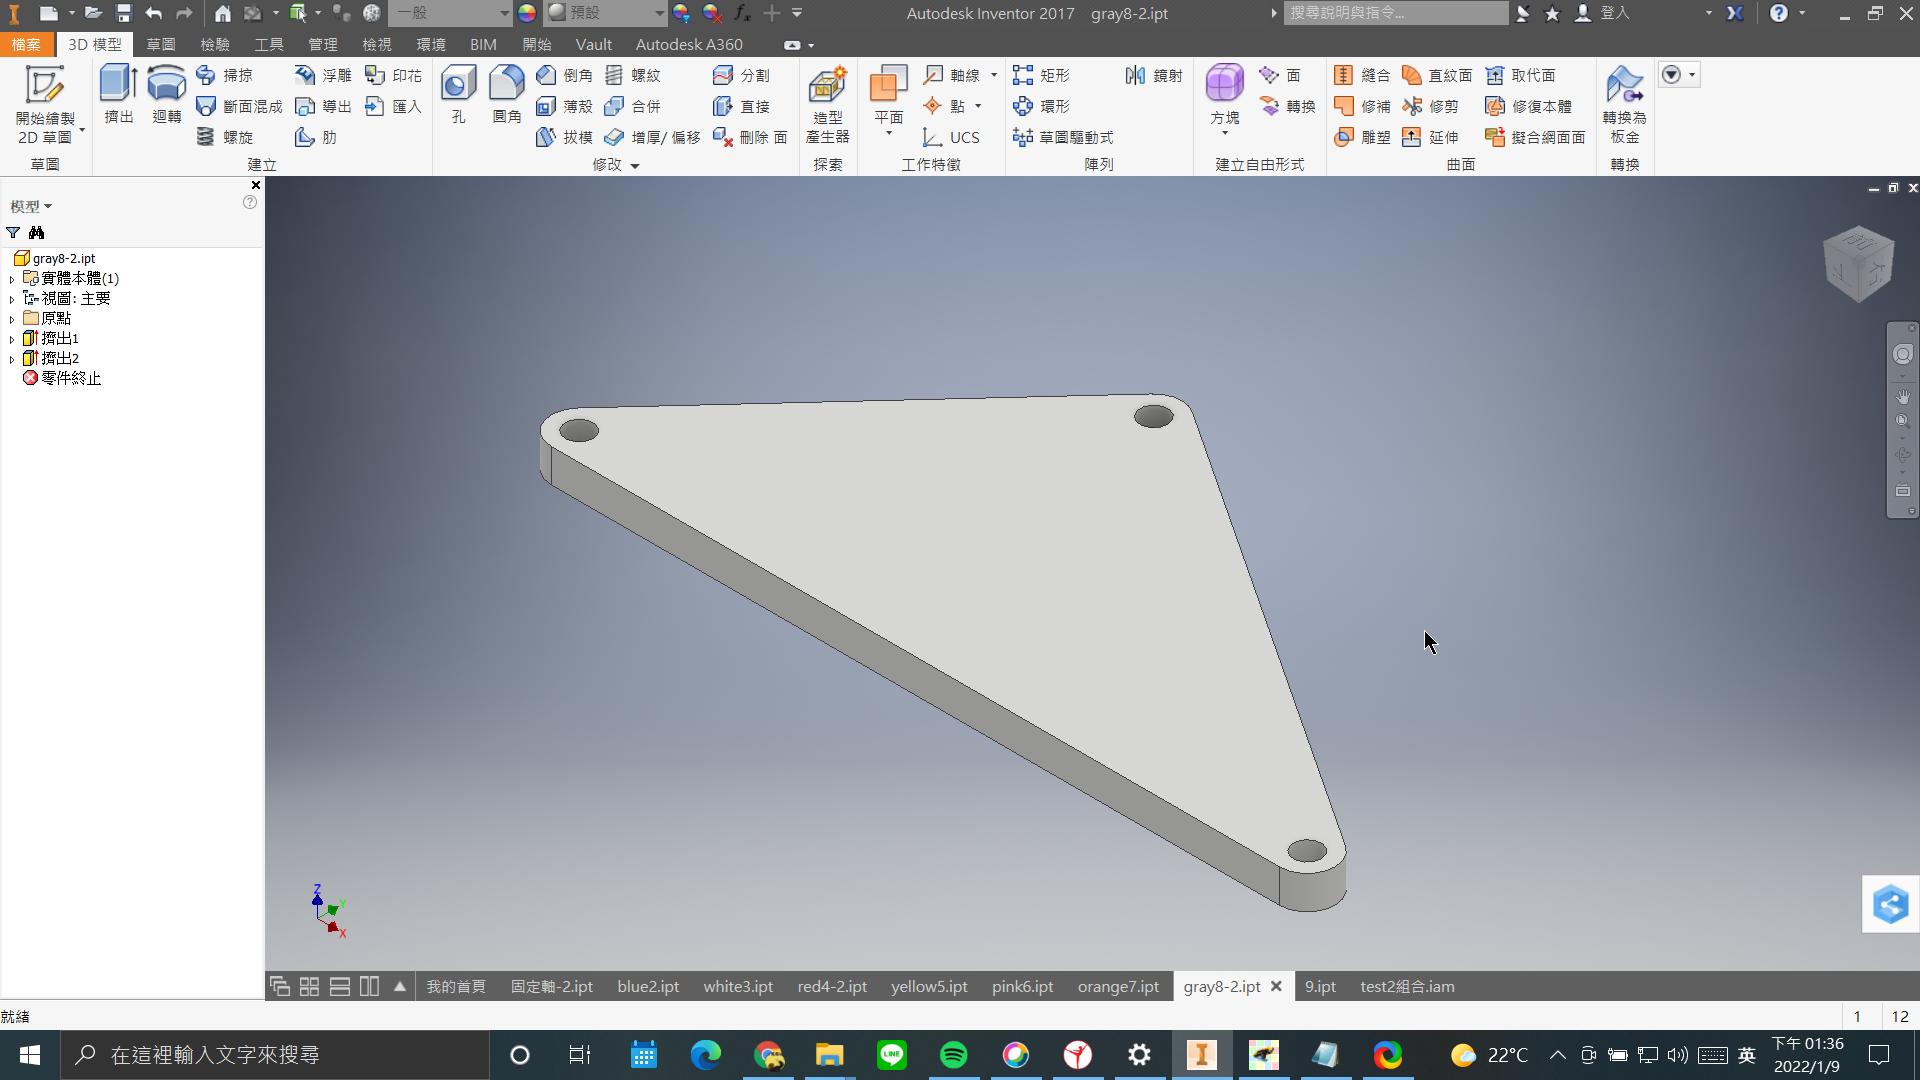 一般
預設
Autodesk Inventor 2017 gray8-2.ipt
搜尋說明與指令...
登入
檔案 3D 模型 草圖 檢驗 工具 管理 檢視 環境 BIM 開始 Vault Autodesk A360
開始繪製
2D 草圖
草圖
擠出 迴轉
掃掠 浮雕 印花
斷面混成 導出 匯入
螺旋 肋
建立
孔 圓角
倒角 螺紋 分割
薄殼 合併 直接
拔模 增厚/ 偏移 刪除 面
修改
造型
產生器
探索
平面
軸線
點
UCS
工作特徵
矩形 鏡射
環形
草圖驅動式
陣列
方塊
面
轉換
建立自由形式
縫合 直紋面 取代面
修補 修剪 修復本體
雕塑 延伸 擬合網面面
曲面
轉換為
板金
轉換
模型
gray8-2.ipt
實體本體(1)
視圖: 主要
原點
擠出1
擠出2
零件終止
Z
Y
X
我的首頁 固定軸-2.ipt blue2.ipt white3.ipt red4-2.ipt yellow5.ipt pink6.ipt orange7.ipt gray8-2.ipt 9.ipt test2組合.iam
就緒
1 12
在這裡輸入文字來搜尋
LINE
22°C
英
下午 01:36
2022/1/9